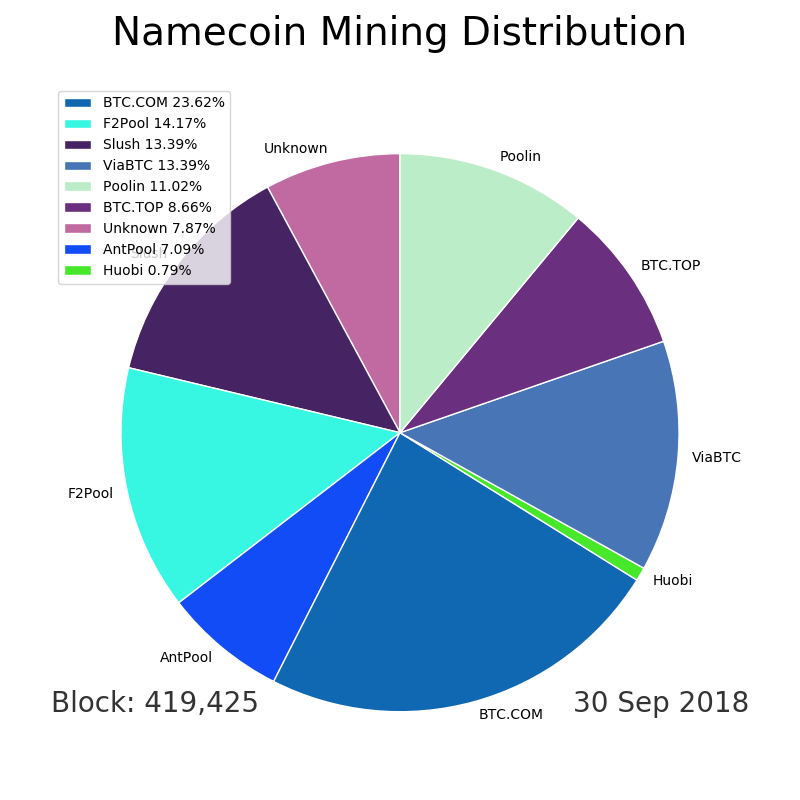 Namecoin Mining Distribution
BTC.COM 23.62%
F2Pool 14.17%
Slush 13.39%
ViaBTC 13.39%
Poolin 11.02%
BTC.TOP 8.66%
Unknown 7.87%
AntPool 7.09%
Huobi 0.79%
Unknown
Poolin
Slush
BTC.TOP
ViaBTC
F2Pool
Huobi
AntPool
BTC.COM
Block: 419,425
30 Sep 2018